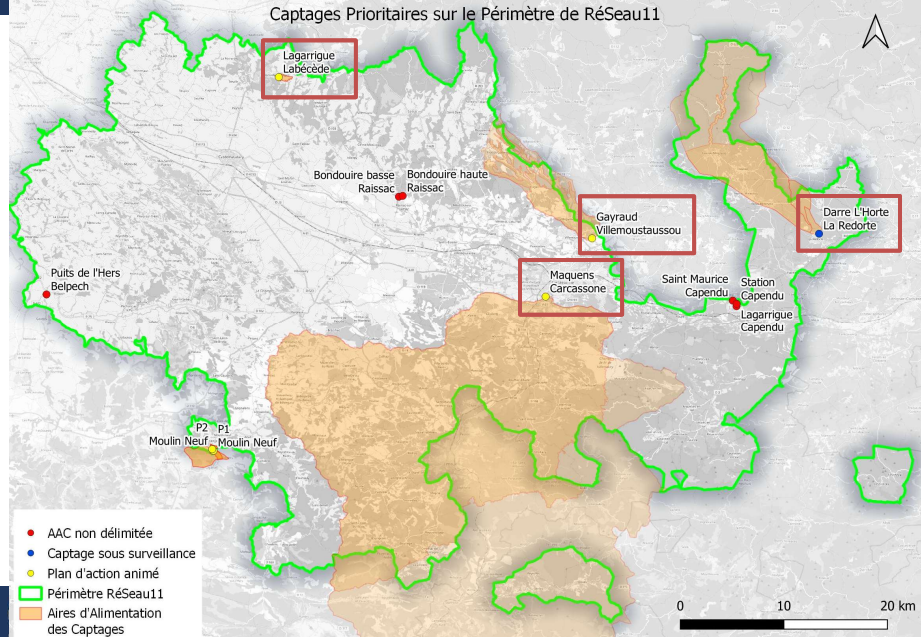 Captages Prioritaires sur le Périmètre de RéSeau11
Lagarrigue
Labécède
Bondouire basse
Raissac
Bondouire haute
Raissac
Gayraud
Villemoustaussou
Darre L'Horte
La Redorte
Puits de l'Hers
Belpech
Maquens
Carcassone
Saint Maurice
Capendu
Station
Capendu
Lagarrigue
Capendu
P2
Moulin Neuf
P1
Moulin Neuf
AAC non délimitée
Captage sous surveillance
Plan d'action animé
Périmètre RéSeau11
Aires d'Alimentation
des Captages
0 10 20 km